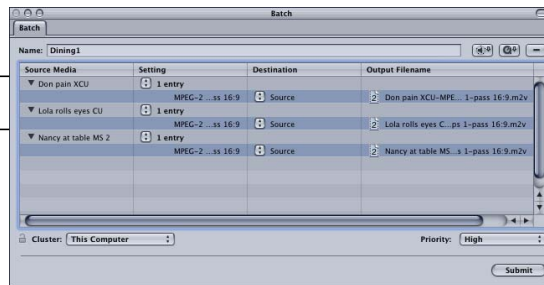 Batch
Batch
Name: Dining1
Source Media Setting Destination Output Filename
Don pain XCU 1 entry
MPEG-2 ...ss 16:9 Source 2 Don pain XCU-MPE... 1-pass 16:9.m2v
Lola rolls eyes CU 1 entry
MPEG-2 ...ss 16:9 Source 2 Lola rolls eyes C...ps 1-pass 16:9.m2v
Nancy at table MS 2 1 entry
MPEG-2 ...ss 16:9 Source 2 Nancy at table MS...s 1-pass 16:9.m2v
Cluster: This Computer Priority: High
Submit